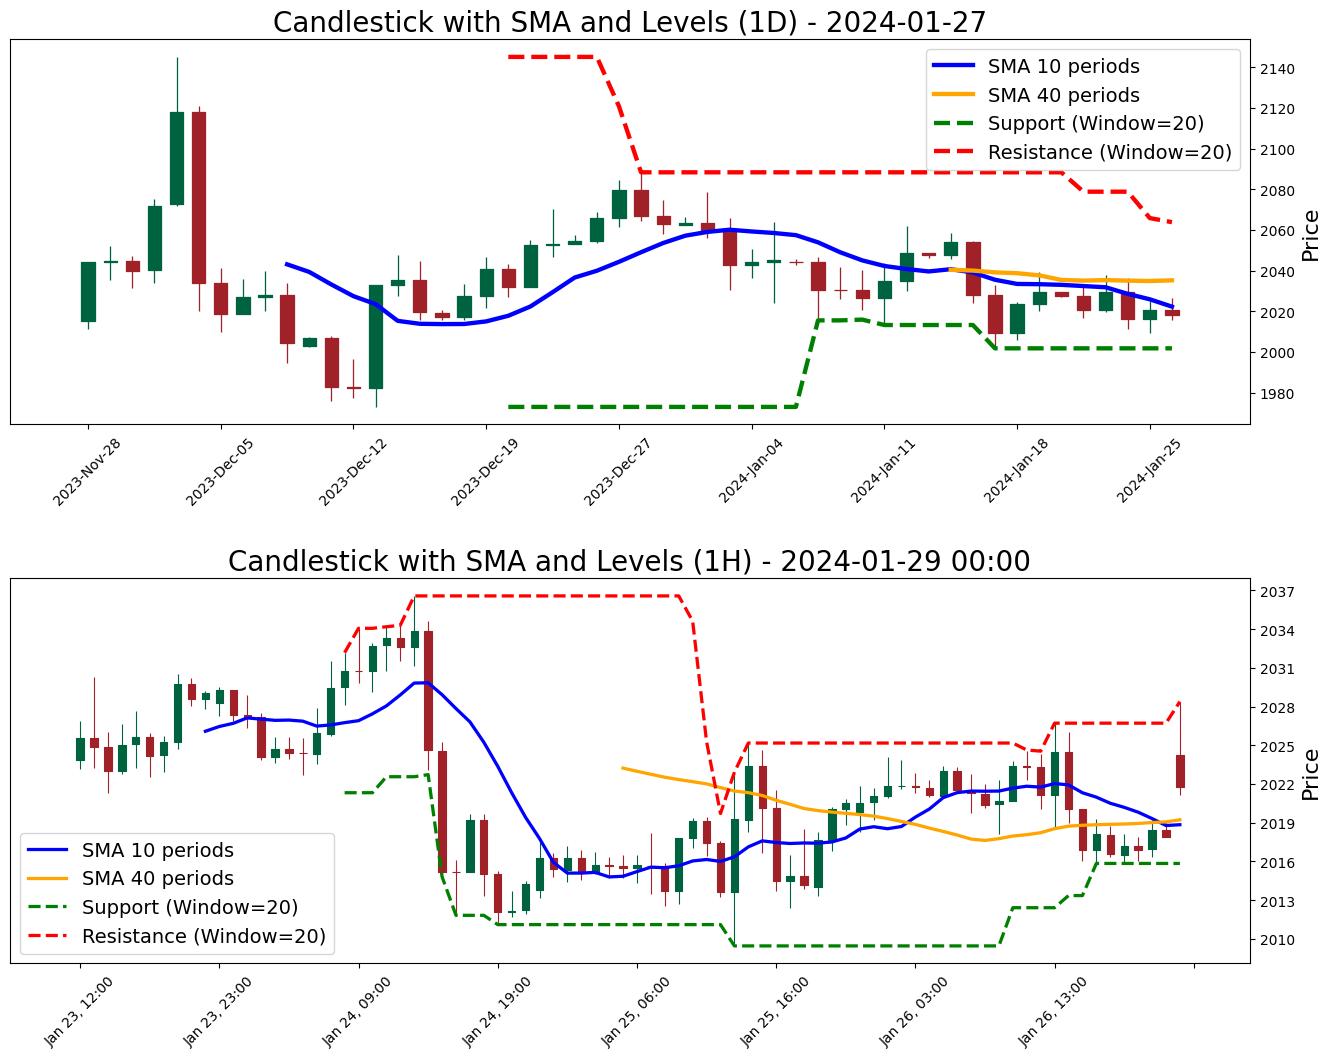 Candlestick with SMA and Levels (1D) - 2024-01-27
SMA 10 periods
SMA 40 periods
Support (Window=20)
Resistance (Window=20)
2140
2120
2100
2080
2060
2040
2020
2000
1980
Price
2023-Nov-28
2023-Dec-05
2023-Dec-12
2023-Dec-19
2023-Dec-27
2024-Jan-04
2024-Jan-11
2024-Jan-18
2024-Jan-25
Candlestick with SMA and Levels (1H) - 2024-01-29 00:00
2037
2034
2031
2028
2025
2022
2019
2016
2013
2010
Price
SMA 10 periods
SMA 40 periods
Support (Window=20)
Resistance (Window=20)
Jan 23, 12:00
Jan 23, 23:00
Jan 24, 09:00
Jan 24, 19:00
Jan 25, 06:00
Jan 25, 16:00
Jan 26, 03:00
Jan 26, 13:00